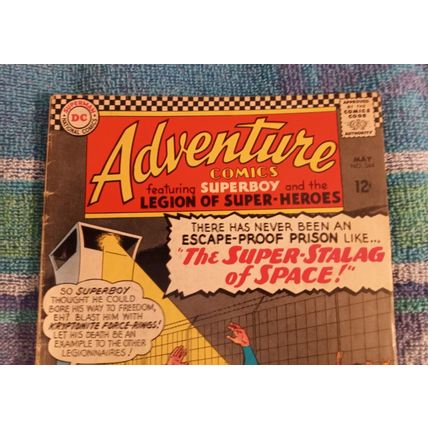 SUPERMAN
DC
NATIONAL COMICS
APPROVED
BY THE
COMICS
CODE
AUTHORITY
Adventure
COMICS
MAY
NO. 344
12¢
featuring SUPERBOY and the
LEGION OF SUPER-HEROES
THERE HAS NEVER BEEN AN
ESCAPE-PROOF PRISON LIKE...
"The SUPER-STALAG
of SPACE!"
SO SUPERBOY
THOUGHT HE COULD
BORE HIS WAY TO FREEDOM,
EH? BLAST HIM WITH
KRYPTONITE FORCE-RINGS!
LET HIS DEATH BE AN
EXAMPLE TO THE OTHER
LEGIONNAIRES!